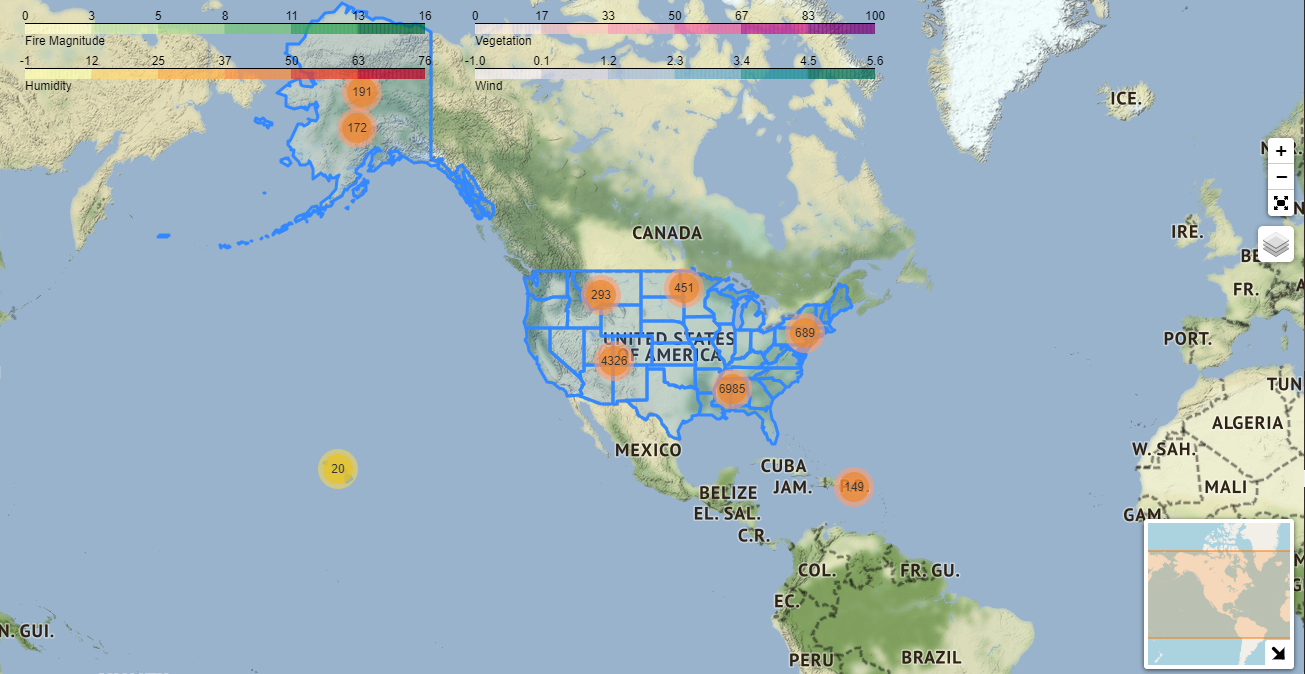 0 3 5 8 11 13 16
Fire Magnitude
0 17 33 50 67 83 100
Vegetation
-1 12 25 37 50 63 76
Humidity
-1.0 0.1 1.2 2.3 3.4 4.5 5.6
Wind
191
172
ICE.
+
−
CANADA
IRE.
293
451
FR.
689
UNITED STATES
OF AMERICA
PORT.
4326
6985
TUN
ALGERIA
MEXICO
W. SAH.
20
CUBA
JAM.
149
MALI
BELIZE
EL. SAL.
GAM.
C.R.
COL.
FR. GU.
EC.
N. GUI.
PERU
BRAZIL